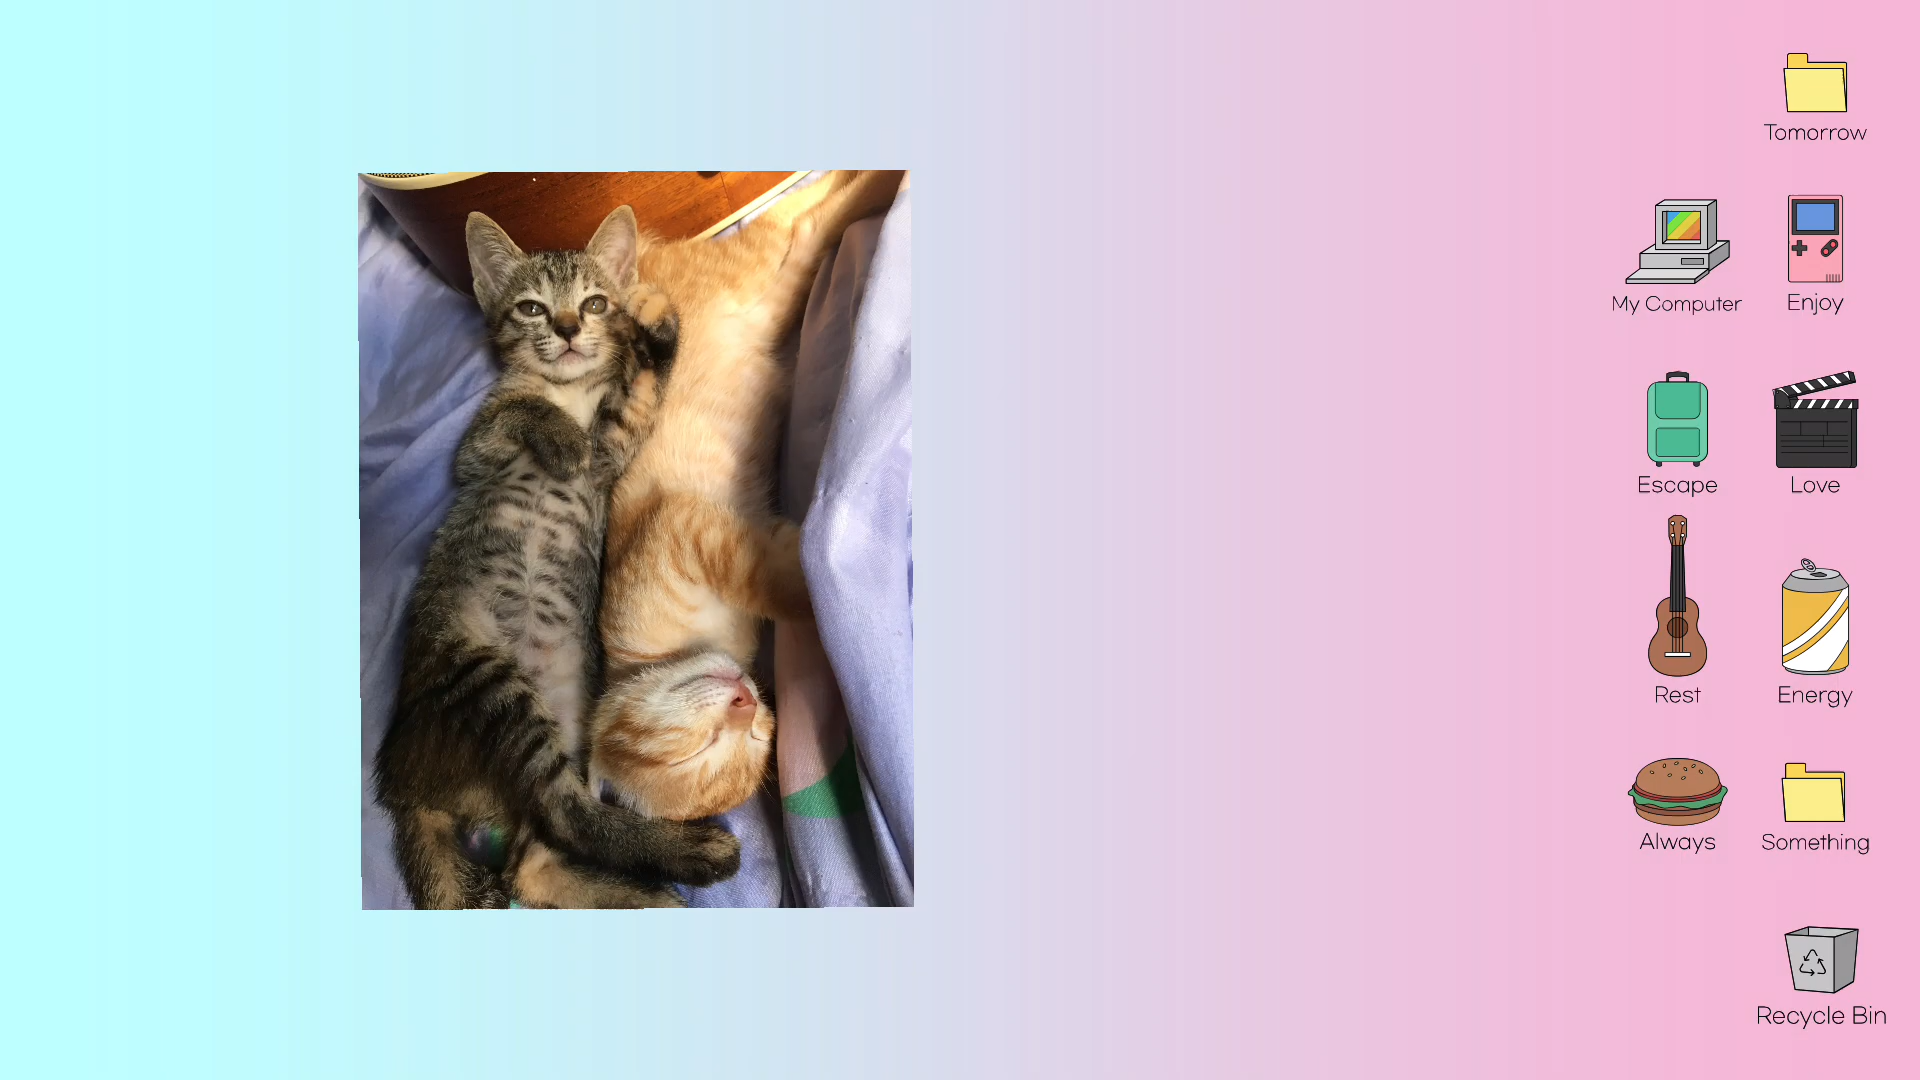 Tomorrow
My Computer
Enjoy
Escape
Love
Rest
Energy
Always
Something
Recycle Bin